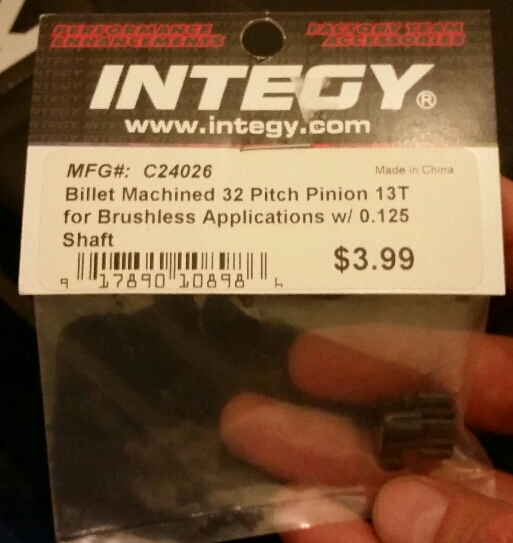 PERFORMANCE ENHANCEMENTS
FACTORY TEAM ACCESSORIES
INTEGY®
www.integy.com
MFG#: C24026
Made in China
Billet Machined 32 Pitch Pinion 13T
for Brushless Applications w/ 0.125
Shaft
$3.99
9 17890 10898